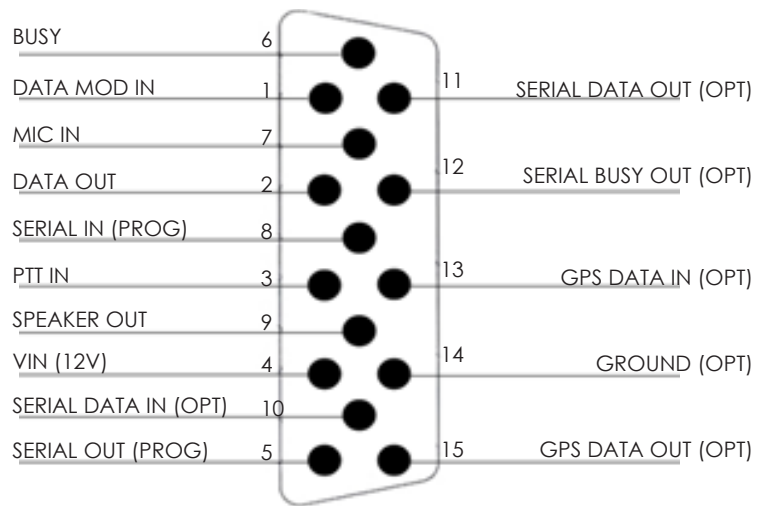 BUSY 6
11 SERIAL DATA OUT (OPT)
DATA MOD IN 1
MIC IN 7
12 SERIAL BUSY OUT (OPT)
DATA OUT 2
SERIAL IN (PROG) 8
PTT IN 3
13 GPS DATA IN (OPT)
SPEAKER OUT 9
VIN (12V) 4
14 GROUND (OPT)
SERIAL DATA IN (OPT) 10
SERIAL OUT (PROG) 5
15 GPS DATA OUT (OPT)